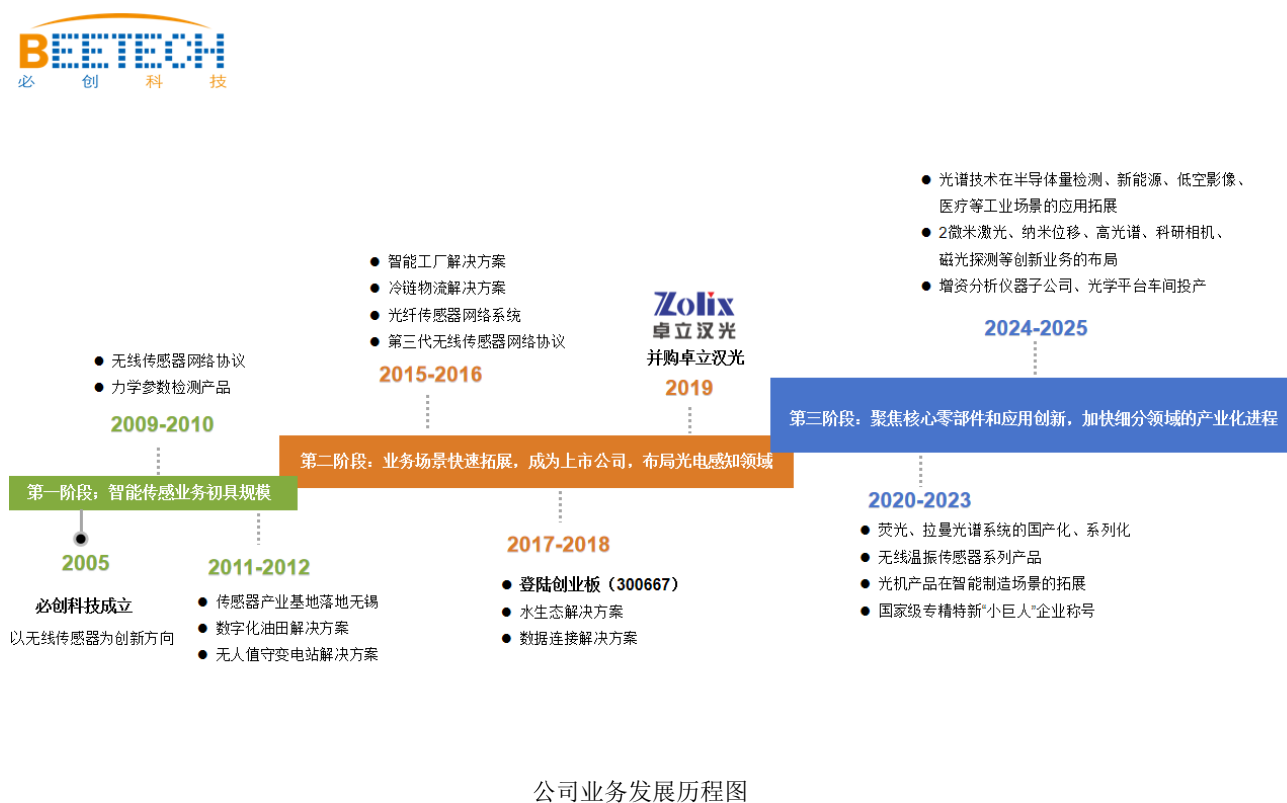 BEETECH
必创科技
● 光谱技术在半导体量检测、新能源、低空影像、
医疗等工业场景的应用拓展
● 2微米激光、纳米位移、高光谱、科研相机、
磁光探测等创新业务的布局
● 增资分析仪器子公司、光学平台车间投产
2024-2025
● 智能工厂解决方案
● 冷链物流解决方案
● 光纤传感器网络系统
● 第三代无线传感器网络协议
2015-2016
Zolix
卓立汉光
并购卓立汉光
2019
● 无线传感器网络协议
● 力学参数检测产品
2009-2010
第三阶段：聚焦核心零部件和应用创新，加快细分领域的产业化进程
第二阶段：业务场景快速拓展，成为上市公司，布局光电感知领域
第一阶段：智能传感业务初具规模
2005
必创科技成立
以无线传感器为创新方向
2011-2012
● 传感器产业基地落地无锡
● 数字化油田解决方案
● 无人值守变电站解决方案
2017-2018
● 登陆创业板（300667）
● 水生态解决方案
● 数据连接解决方案
2020-2023
● 荧光、拉曼光谱系统的国产化、系列化
● 无线温振传感器系列产品
● 光机产品在智能制造场景的拓展
● 国家级专精特新“小巨人”企业称号
公司业务发展历程图